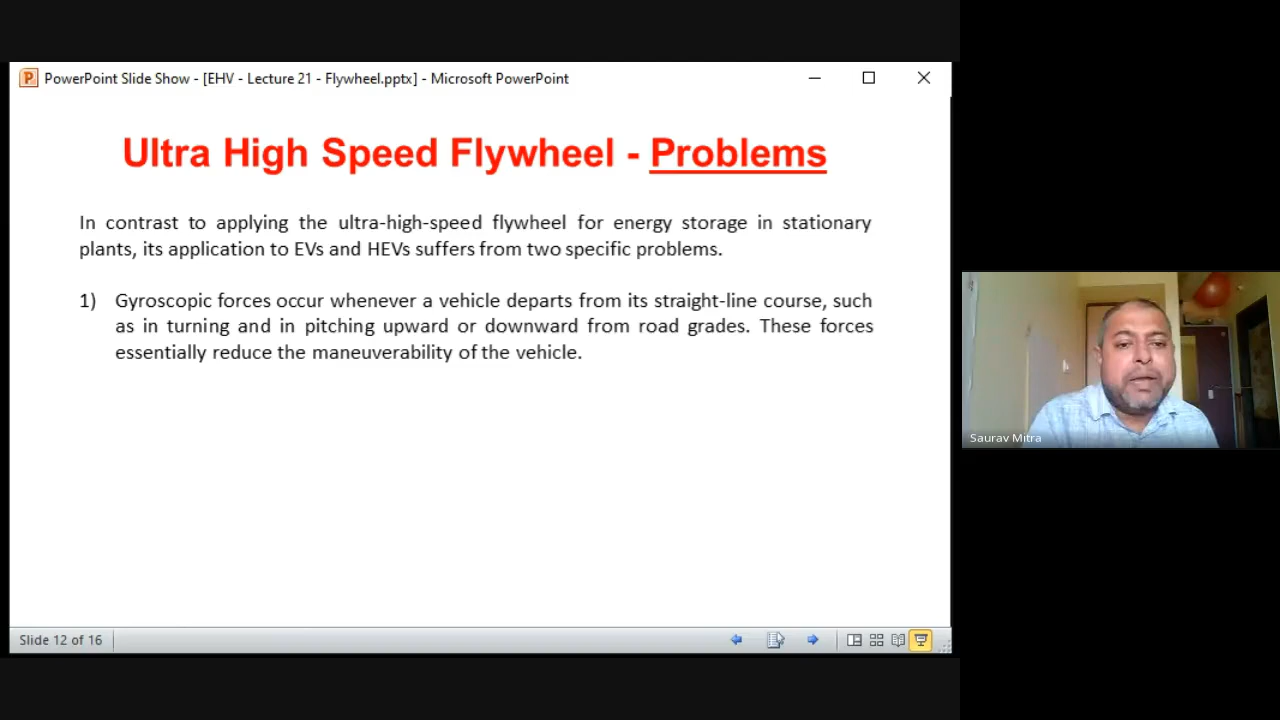 PowerPoint Slide Show - [EHV - Lecture 21 - Flywheel.pptx] - Microsoft PowerPoint
Ultra High Speed Flywheel - Problems
In contrast to applying the ultra-high-speed flywheel for energy storage in stationary
plants, its application to EVs and HEVs suffers from two specific problems.
1) Gyroscopic forces occur whenever a vehicle departs from its straight-line course, such
as in turning and in pitching upward or downward from road grades. These forces
essentially reduce the maneuverability of the vehicle.
Saurav Mitra
Slide 12 of 16